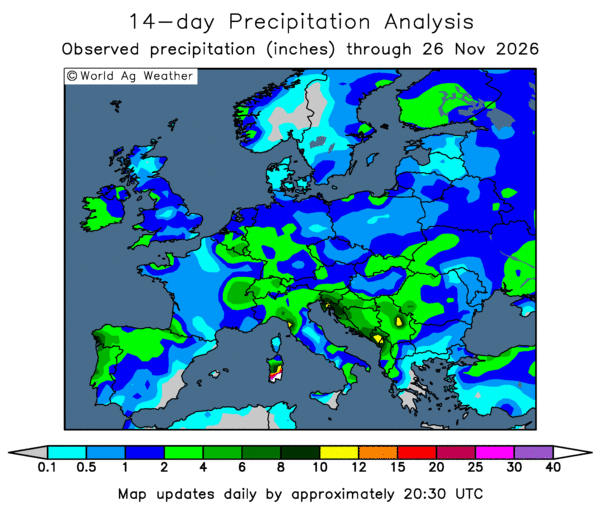 14-day Precipitation Analysis
Observed precipitation (inches) through 26 Nov 2026
© World Ag Weather
0.1 0.5 1 2 4 6 8 10 12 15 20 25 30 40
Map updates daily by approximately 20:30 UTC